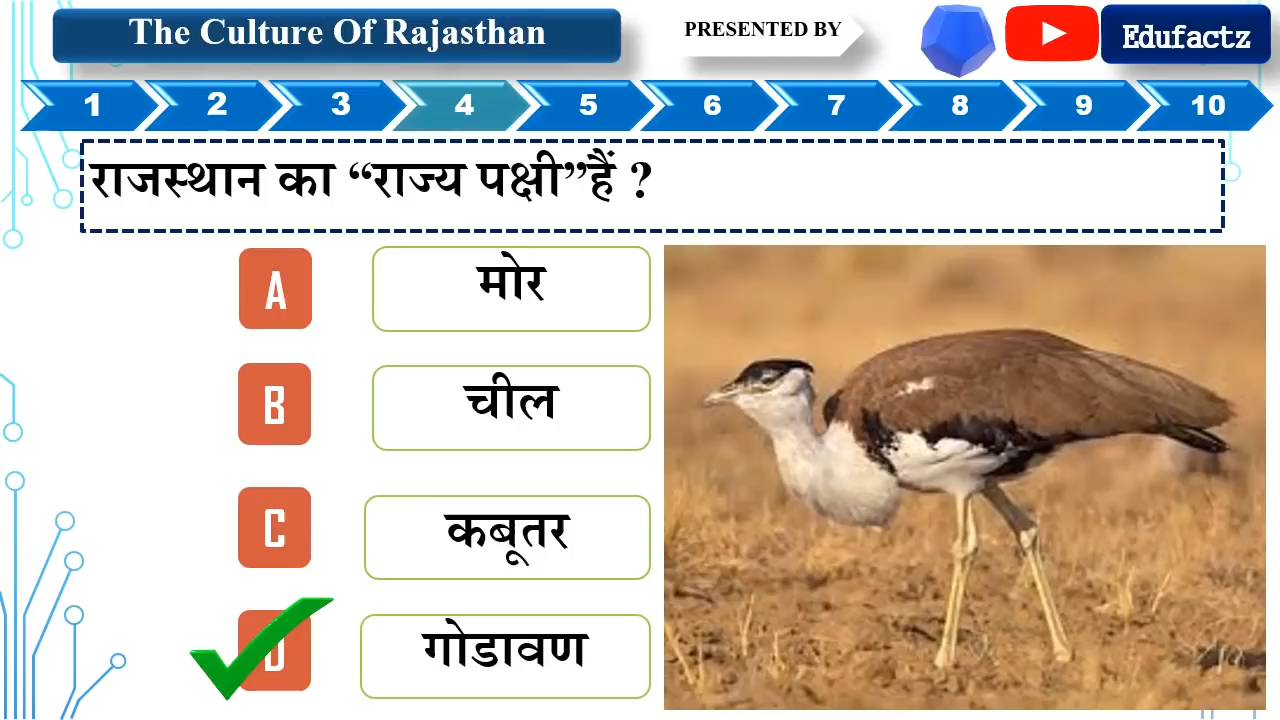 The Culture Of Rajasthan
PRESENTED BY
Edufactz
1 2 3 4 5 6 7 8 9 10
राजस्थान का “राज्य पक्षी”हैं ?
A मोर
B चील
C कबूतर
D गोडावण